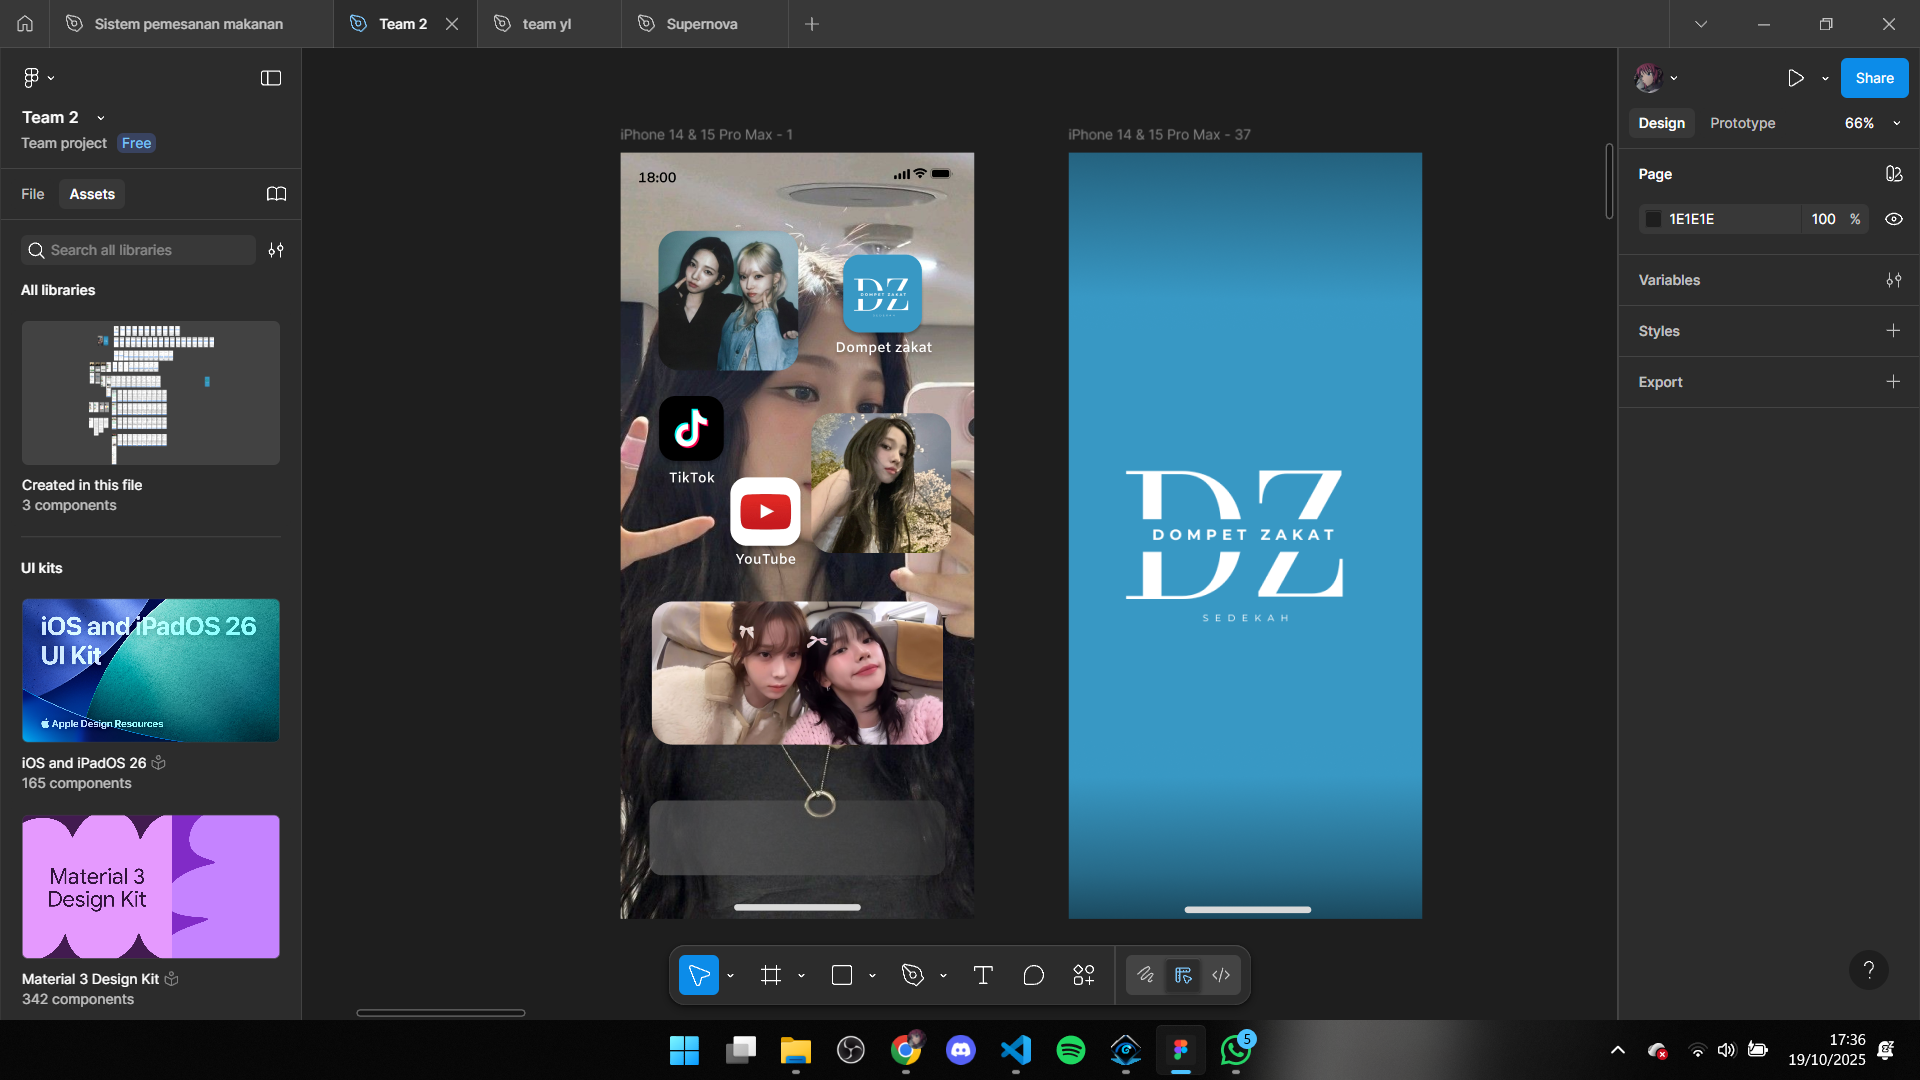 Sistem pemesanan makanan
Team 2
team yl
Supernova
Team 2
Team project Free
File Assets
Search all libraries
All libraries
Created in this file
3 components
UI kits
iOS and iPadOS 26
UI Kit
Apple Design Resources
iOS and iPadOS 26
165 components
Material 3
Design Kit
Material 3 Design Kit
342 components
iPhone 14 & 15 Pro Max - 1
18:00
DZ
DOMPET ZAKAT
SEDEKAH
Dompet zakat
TikTok
YouTube
iPhone 14 & 15 Pro Max - 37
DZ
DOMPET ZAKAT
SEDEKAH
Share
Design Prototype 66%
Page
1E1E1E 100 %
Variables
Styles
Export
?
5
17:36
19/10/2025